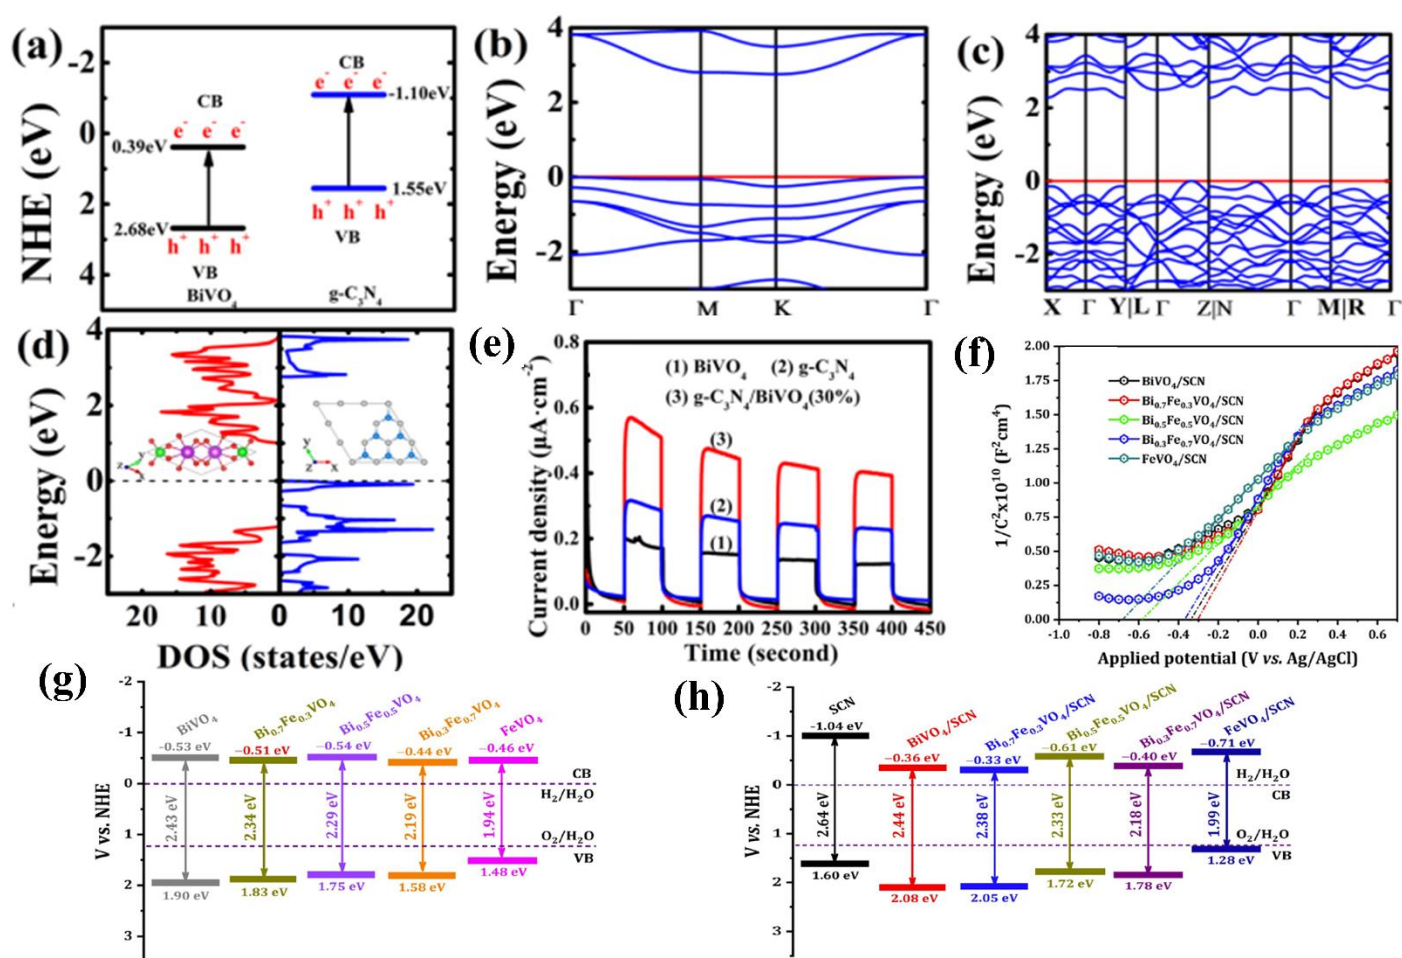 (a)
NHE (eV)
-2
0
2
4
CB
e⁻ e⁻ e⁻
-1.10eV
CB
e⁻ e⁻ e⁻
0.39eV
1.55eV
h⁺ h⁺ h⁺
VB
2.68eV
h⁺ h⁺ h⁺
VB
BiVO₄
g-C₃N₄
(b)
Energy (eV)
4
2
0
-2
Γ M K Γ
(c)
Energy (eV)
4
2
0
-2
X Γ Y|L Γ Z|N Γ M|R Γ
(d)
Energy (eV)
4
2
0
-2
y
z x
y
z x
20 10 0 10 20
DOS (states/eV)
(e)
Current density (μA·cm⁻²)
0.8
0.6
0.4
0.2
0.0
(1) BiVO₄ (2) g-C₃N₄
(3) g-C₃N₄/BiVO₄(30%)
(3)
(2)
(1)
0 50 100 150 200 250 300 350 400 450
Time (second)
(f)
1/C²x10¹⁰ (F²cm⁴)
2.00
1.75
1.50
1.25
1.00
0.75
0.50
0.25
0.00
BiVO₄/SCN
Bi₀.₇Fe₀.₃VO₄/SCN
Bi₀.₅Fe₀.₅VO₄/SCN
Bi₀.₃Fe₀.₇VO₄/SCN
FeVO₄/SCN
-1.0 -0.8 -0.6 -0.4 -0.2 0.0 0.2 0.4 0.6
Applied potential (V vs. Ag/AgCl)
(g)
V vs. NHE
-2
-1
0
1
2
3
BiVO₄
Bi₀.₇Fe₀.₃VO₄
Bi₀.₅Fe₀.₅VO₄
Bi₀.₃Fe₀.₇VO₄
FeVO₄
−0.53 eV
−0.51 eV
−0.54 eV
−0.44 eV
−0.46 eV
CB
H₂/H₂O
2.43 eV
2.34 eV
2.29 eV
2.19 eV
1.94 eV
O₂/H₂O
VB
1.90 eV
1.83 eV
1.75 eV
1.58 eV
1.48 eV
(h)
V vs. NHE
-2
-1
0
1
2
3
SCN
BiVO₄/SCN
Bi₀.₇Fe₀.₃VO₄/SCN
Bi₀.₅Fe₀.₅VO₄/SCN
Bi₀.₃Fe₀.₇VO₄/SCN
FeVO₄/SCN
−1.04 eV
−0.36 eV
−0.33 eV
−0.61 eV
−0.40 eV
−0.71 eV
H₂/H₂O
CB
2.64 eV
2.44 eV
2.38 eV
2.33 eV
2.18 eV
1.99 eV
O₂/H₂O
VB
1.60 eV
2.08 eV
2.05 eV
1.72 eV
1.78 eV
1.28 eV